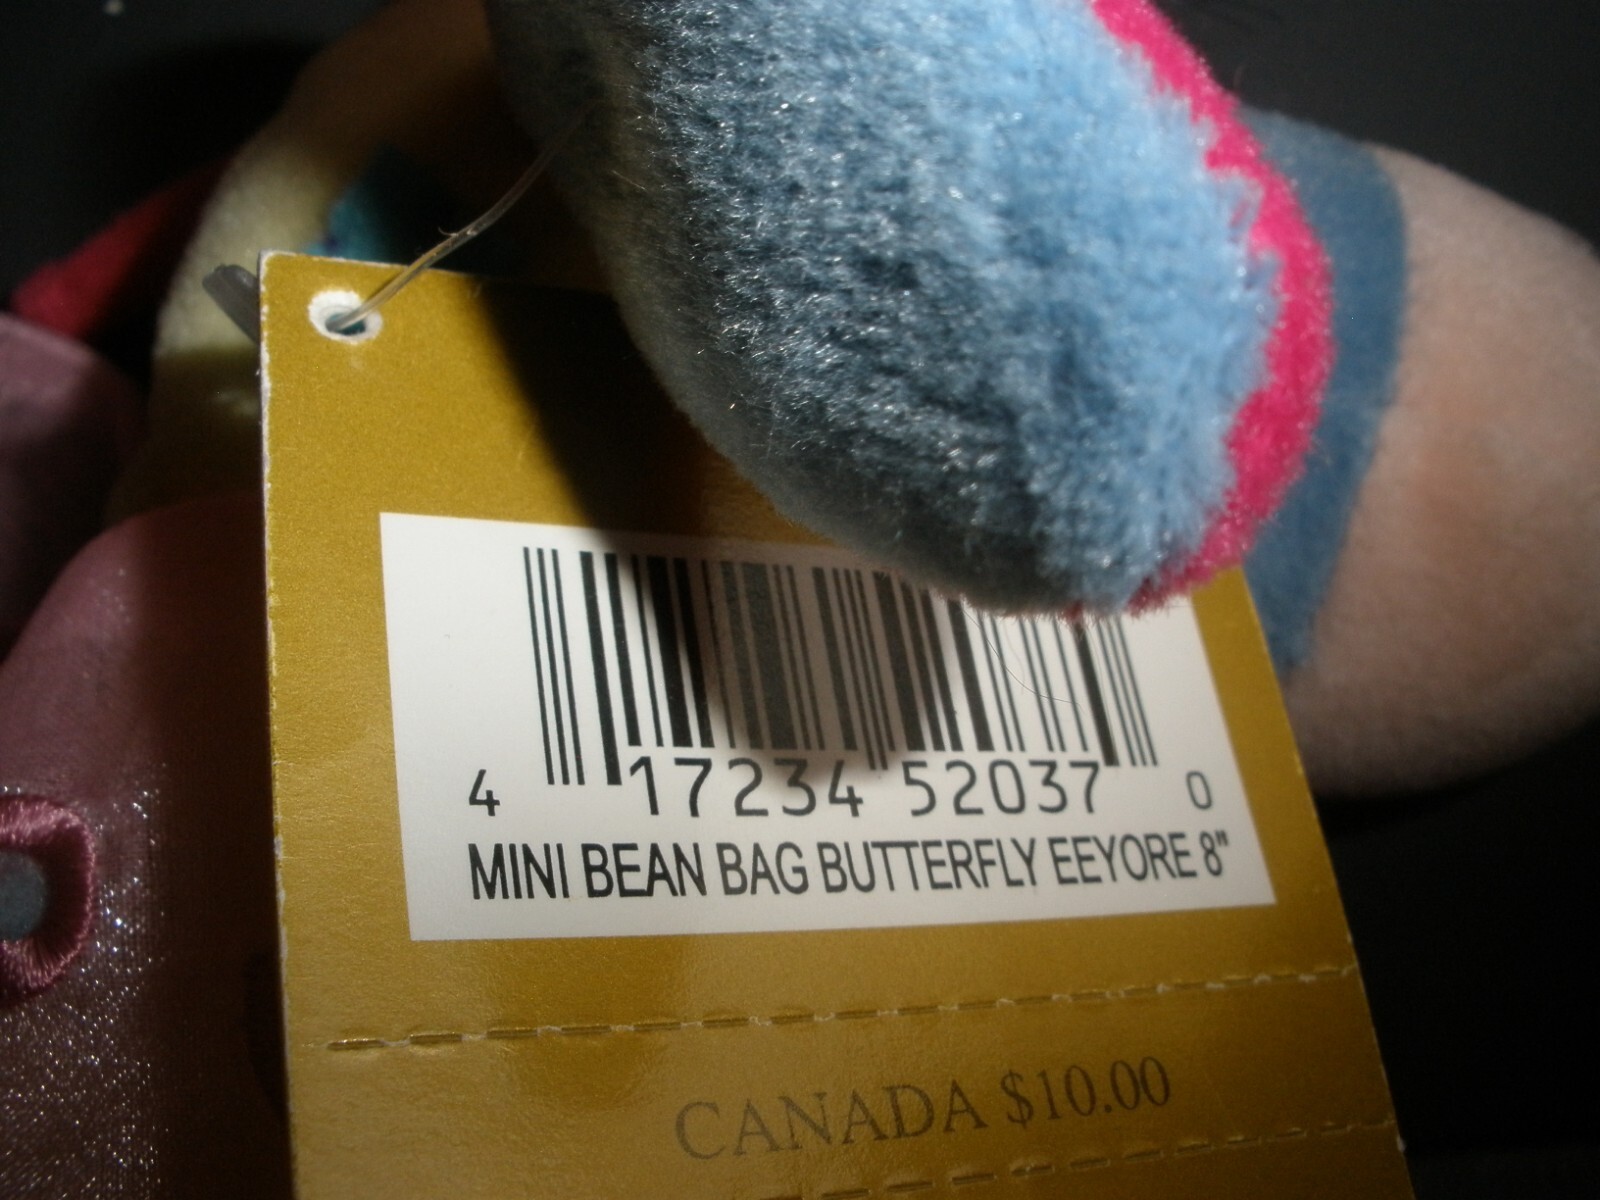 4 17234 52037 0
MINI BEAN BAG BUTTERFLY EEYORE 8"
CANADA $10.00